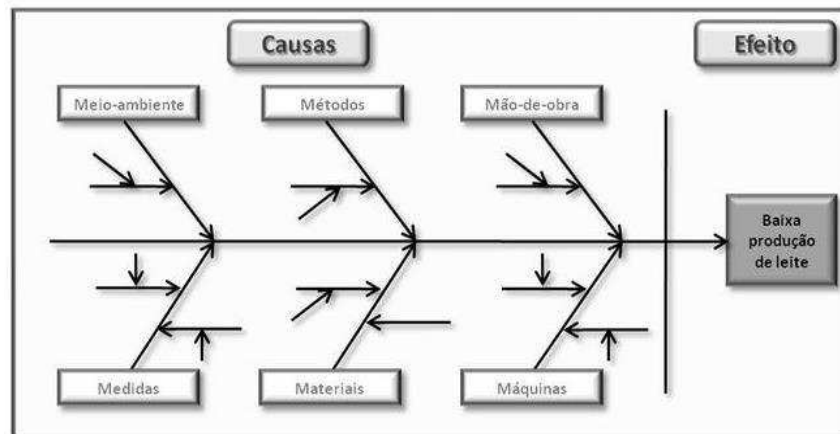 Causas
Efeito
Meio-ambiente
Métodos
Mão-de-obra
Baixa
produção
de leite
Medidas
Materiais
Máquinas